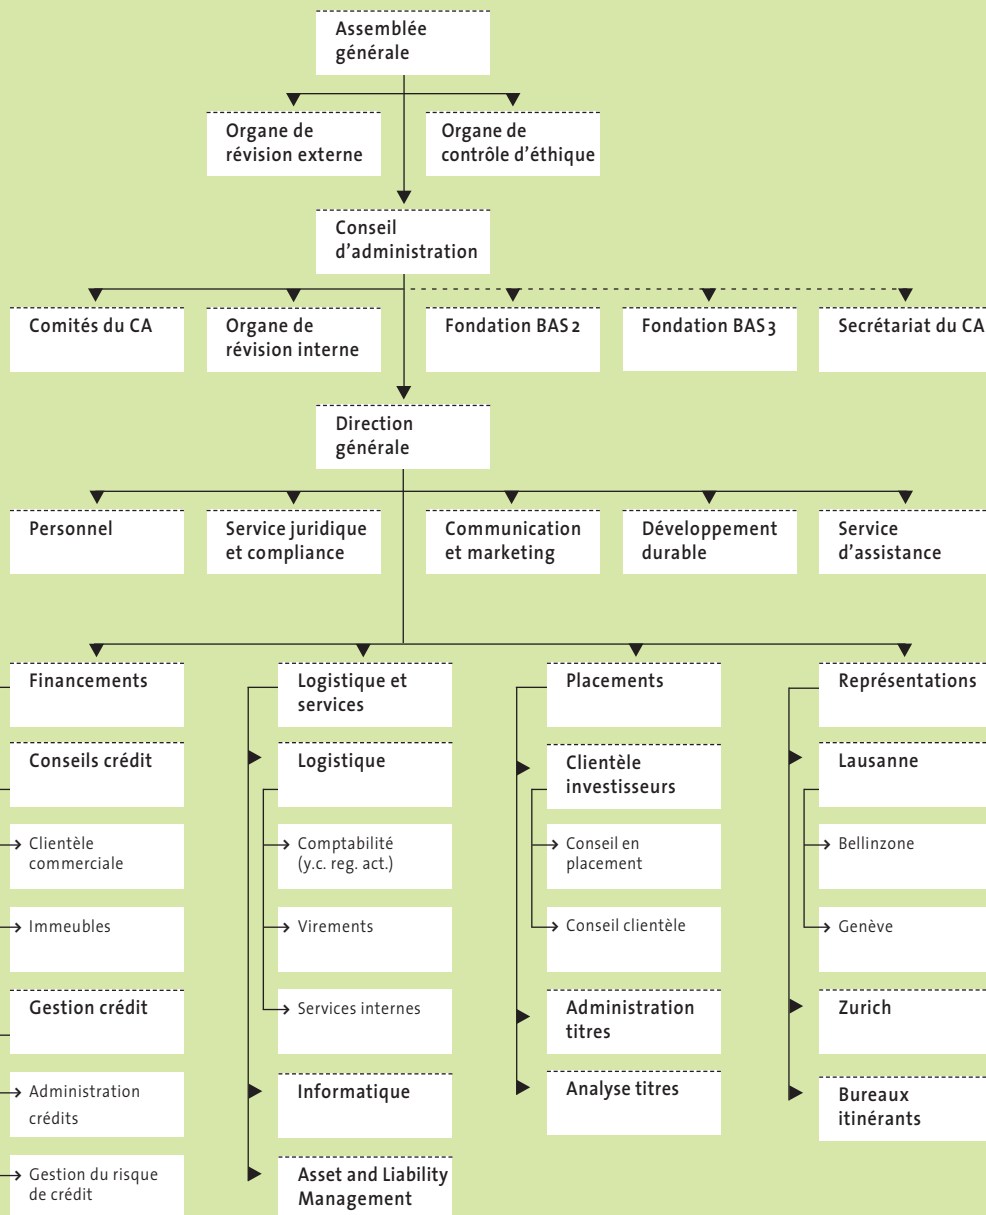 Assemblée
générale
Organe de
révision externe
Organe de
contrôle d'éthique
Conseil
d'administration
Comités du CA
Organe de
révision interne
Fondation BAS 2
Fondation BAS 3
Secrétariat du CA
Direction
générale
Personnel
Service juridique
et compliance
Communication
et marketing
Développement
durable
Service
d'assistance
Financements
Conseils crédit
Clientèle
commerciale
Immeubles
Gestion crédit
Administration
crédits
Gestion du risque
de crédit
Logistique et
services
Logistique
Comptabilité
(y.c. reg. act.)
Virements
Services internes
Informatique
Asset and Liability
Management
Placements
Clientèle
investisseurs
Conseil en
placement
Conseil clientèle
Administration
titres
Analyse titres
Représentations
Lausanne
Bellinzone
Genève
Zurich
Bureaux
itinérants